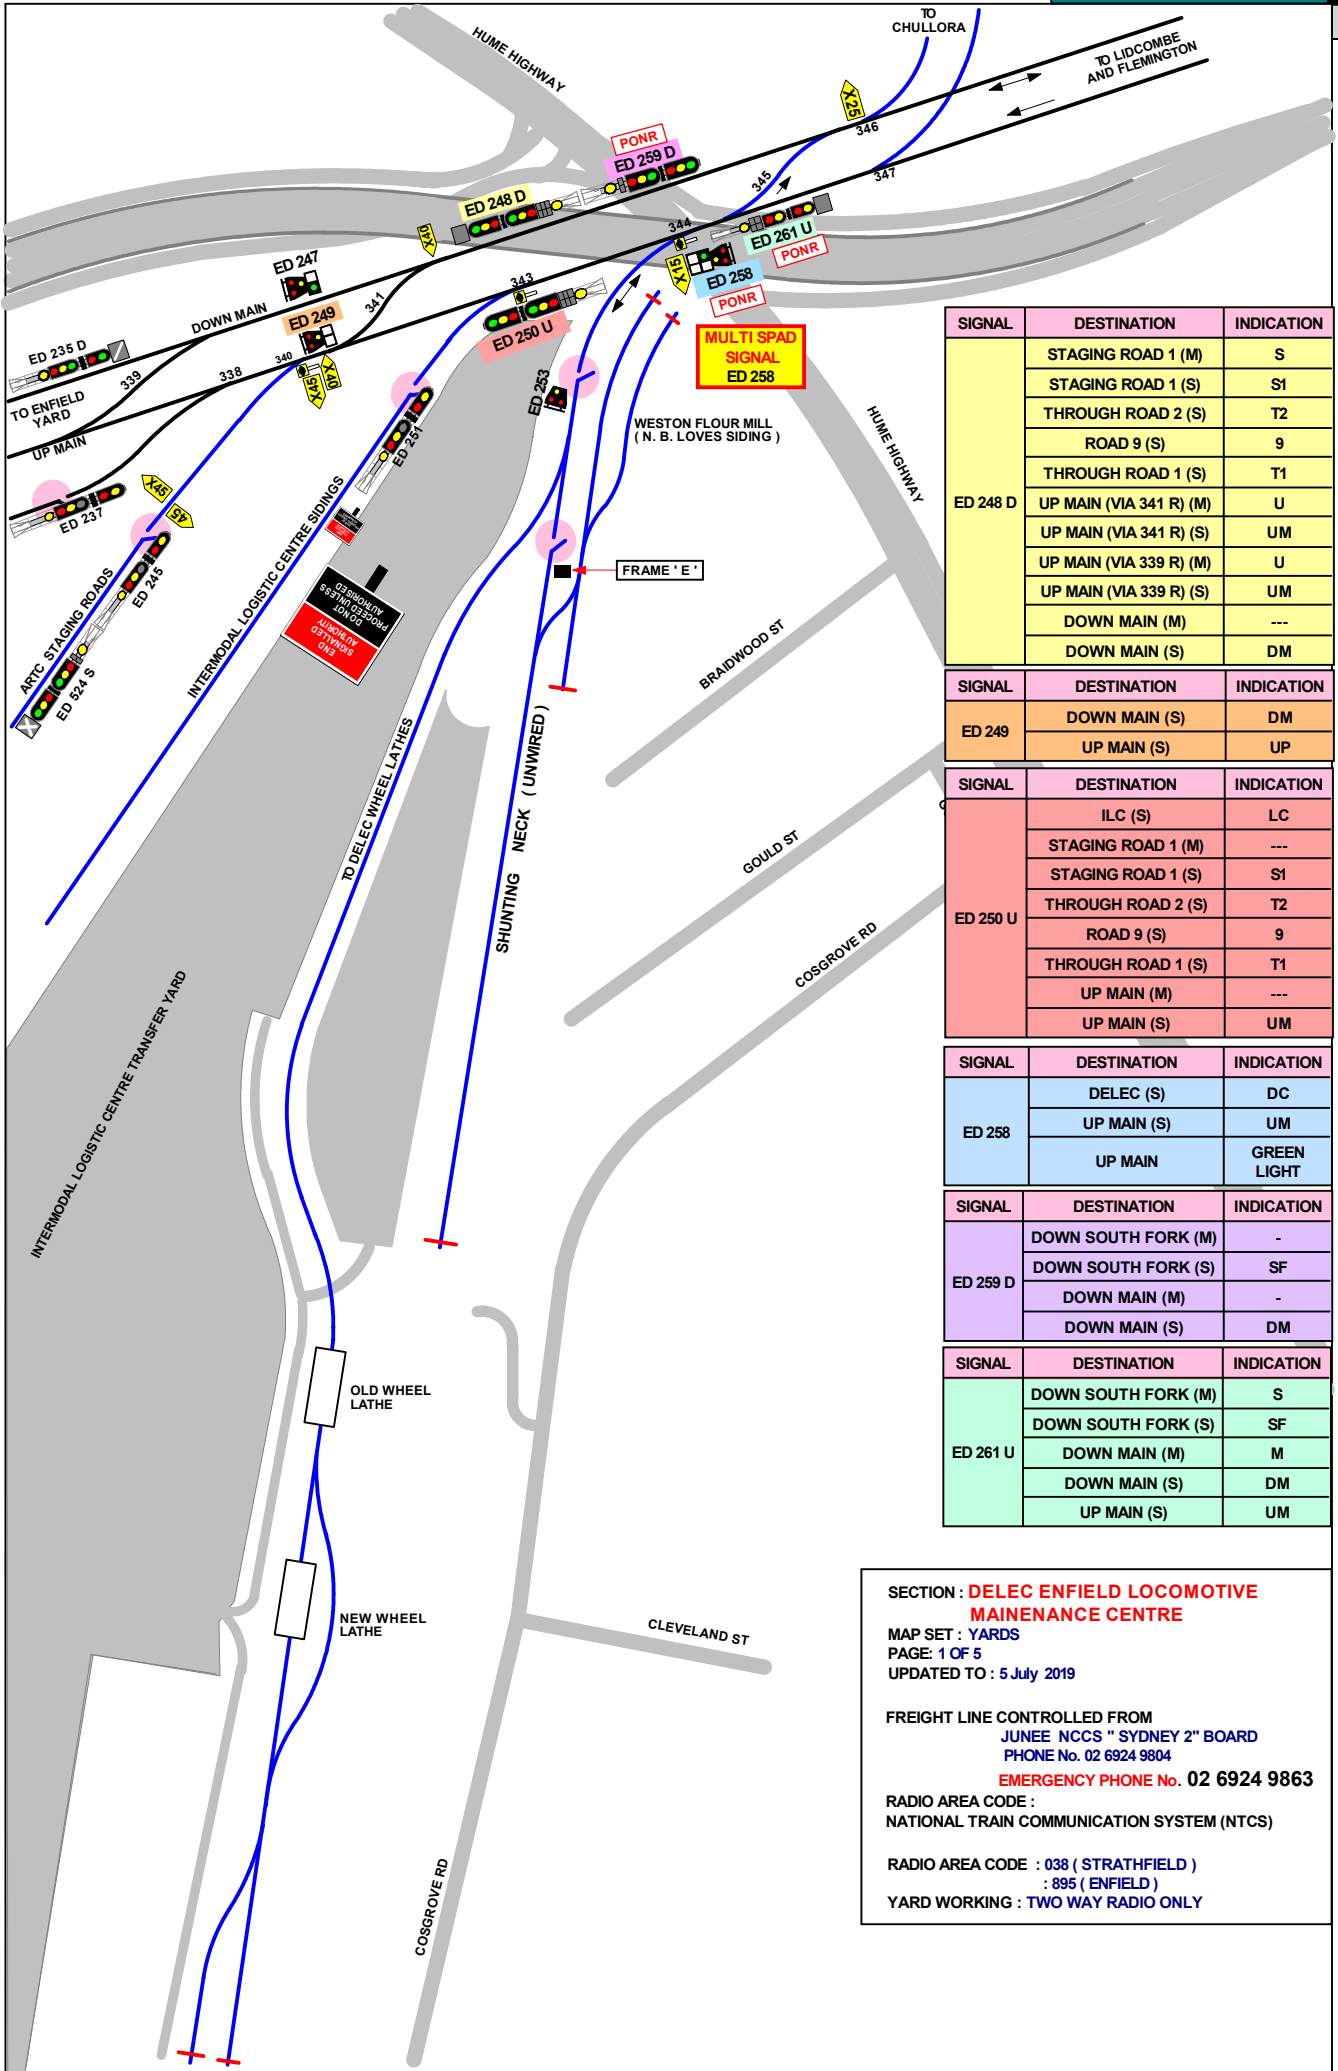 TO
CHULLORA
HUME HIGHWAY
TO LIDCOMBE
AND FLEMINGTON
X25
346
PONR
ED 259 D
345
347
ED 248 D
X40
344
ED 261 U
PONR
ED 247
X15
ED 258
PONR
343
341
DOWN MAIN
ED 249
ED 250 U
MULTI SPAD
SIGNAL
ED 258
ED 235 D
339
340
338
X45
X40
TO ENFIELD
YARD
UP MAIN
ED 253
ED 251
WESTON FLOUR MILL
( N. B. LOVES SIDING )
HUME HIGHWAY
X45
45
ED 237
ED 245
FRAME ' E '
ARTC STAGING ROADS
ED 524 S
INTERMODAL LOGISTIC CENTRE SIDINGS
DO NOT
PROCEED UNLESS
AUTHORISED
END
SIGNALLED
AUTHORITY
BRAIDWOOD ST
TO DELEC WHEEL LATHES
SHUNTING NECK ( UNWIRED )
GOULD ST
COSGROVE RD
INTERMODAL LOGISTIC CENTRE TRANSFER YARD
OLD WHEEL
LATHE
NEW WHEEL
LATHE
CLEVELAND ST
COSGROVE RD
SIGNAL DESTINATION INDICATION
ED 248 D
STAGING ROAD 1 (M) S
STAGING ROAD 1 (S) S1
THROUGH ROAD 2 (S) T2
ROAD 9 (S) 9
THROUGH ROAD 1 (S) T1
UP MAIN (VIA 341 R) (M) U
UP MAIN (VIA 341 R) (S) UM
UP MAIN (VIA 339 R) (M) U
UP MAIN (VIA 339 R) (S) UM
DOWN MAIN (M) ---
DOWN MAIN (S) DM
SIGNAL DESTINATION INDICATION
ED 249
DOWN MAIN (S) DM
UP MAIN (S) UP
SIGNAL DESTINATION INDICATION
ED 250 U
ILC (S) LC
STAGING ROAD 1 (M) ---
STAGING ROAD 1 (S) S1
THROUGH ROAD 2 (S) T2
ROAD 9 (S) 9
THROUGH ROAD 1 (S) T1
UP MAIN (M) ---
UP MAIN (S) UM
SIGNAL DESTINATION INDICATION
ED 258
DELEC (S) DC
UP MAIN (S) UM
UP MAIN GREEN
LIGHT
SIGNAL DESTINATION INDICATION
ED 259 D
DOWN SOUTH FORK (M) -
DOWN SOUTH FORK (S) SF
DOWN MAIN (M) -
DOWN MAIN (S) DM
SIGNAL DESTINATION INDICATION
ED 261 U
DOWN SOUTH FORK (M) S
DOWN SOUTH FORK (S) SF
DOWN MAIN (M) M
DOWN MAIN (S) DM
UP MAIN (S) UM
SECTION : DELEC ENFIELD LOCOMOTIVE
MAINENANCE CENTRE
MAP SET : YARDS
PAGE: 1 OF 5
UPDATED TO : 5 July 2019
FREIGHT LINE CONTROLLED FROM
JUNEE NCCS " SYDNEY 2" BOARD
PHONE No. 02 6924 9804
EMERGENCY PHONE No. 02 6924 9863
RADIO AREA CODE :
NATIONAL TRAIN COMMUNICATION SYSTEM (NTCS)
RADIO AREA CODE : 038 ( STRATHFIELD )
: 895 ( ENFIELD )
YARD WORKING : TWO WAY RADIO ONLY